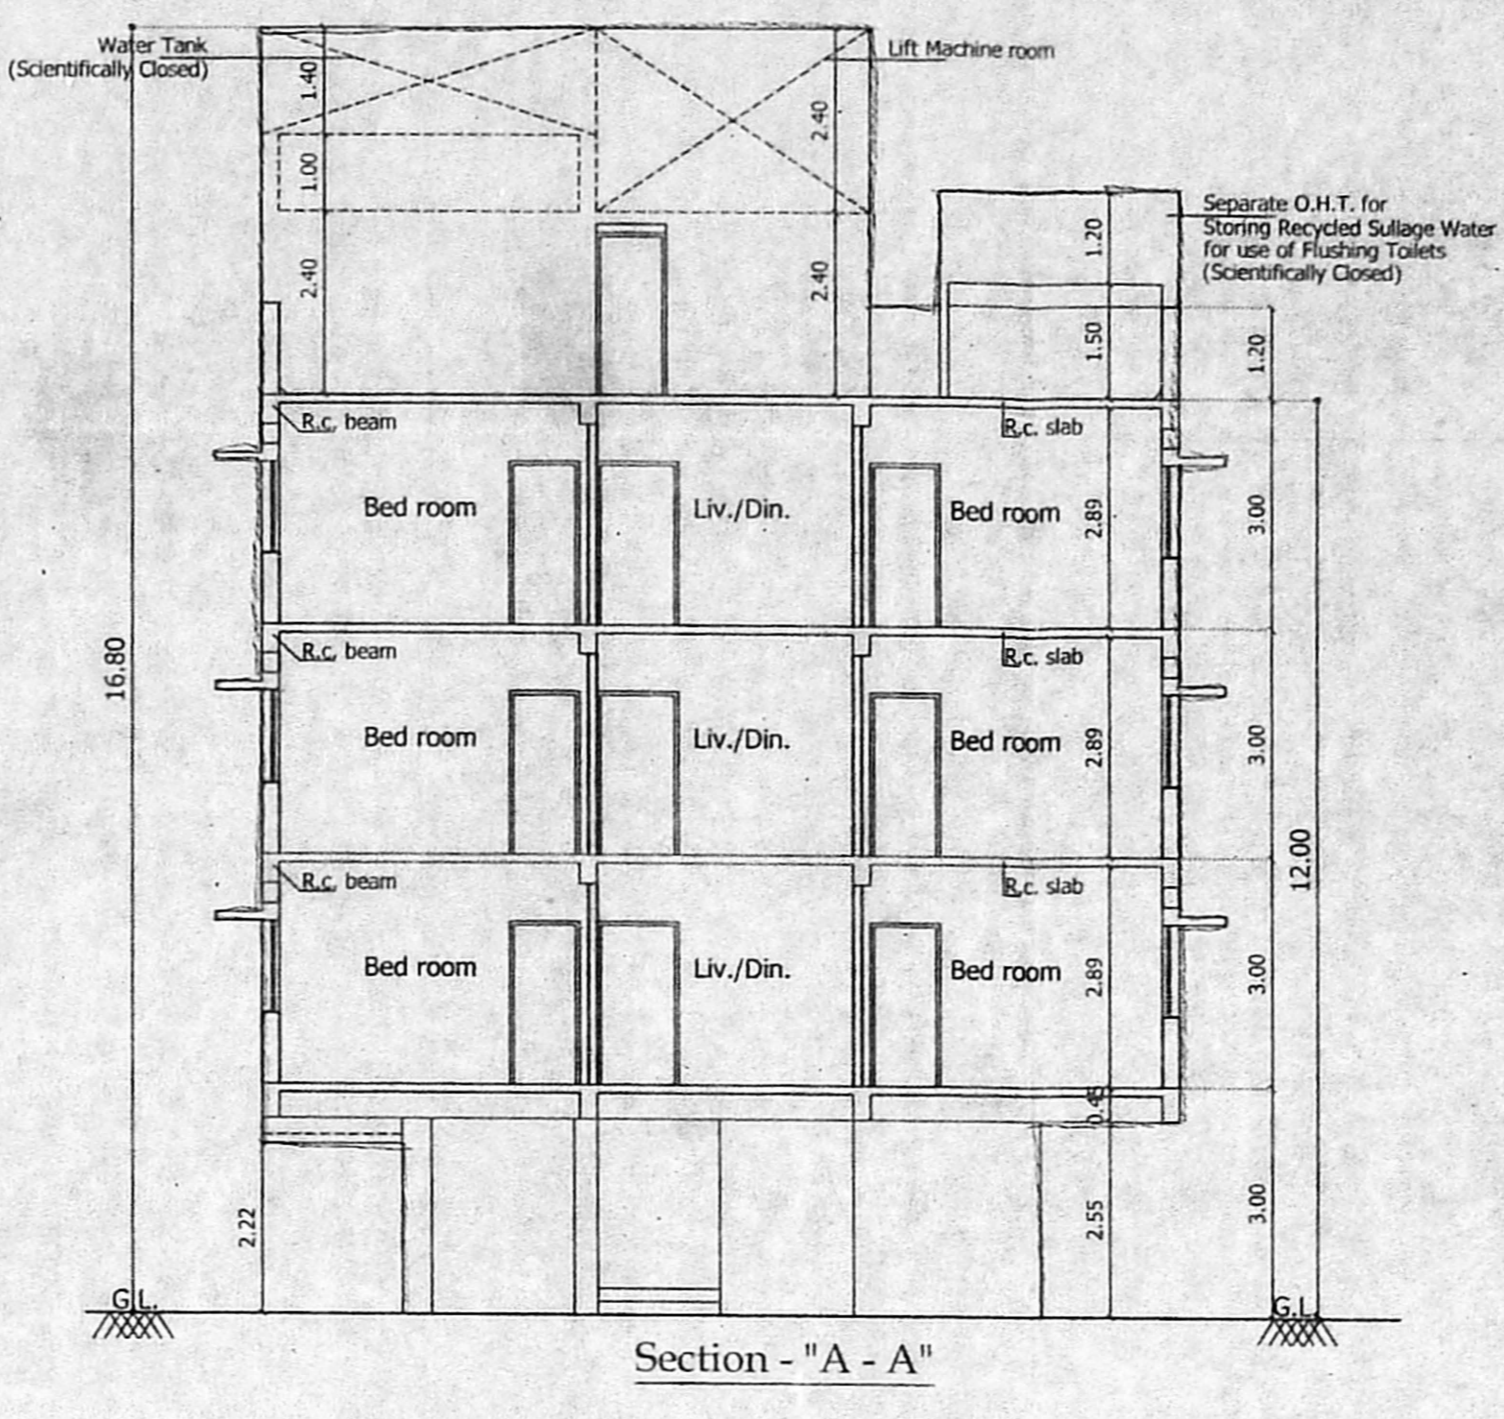 Water Tank
(Scientifically Closed)
Lift Machine room
1.40
2.40
1.00
Separate O.H.T. for
Storing Recycled Sullage Water
for use of Flushing Toilets
(Scientifically Closed)
1.20
2.40
2.40
1.50
1.20
R.c. beam
R.c. slab
Bed room
Liv./Din.
Bed room
2.89
3.00
R.c. beam
R.c. slab
16.80
Bed room
Liv./Din.
Bed room
2.89
3.00
12.00
R.c. beam
R.c. slab
Bed room
Liv./Din.
Bed room
2.89
3.00
0.45
2.22
2.55
3.00
G.L.
G.L.
Section - "A - A"